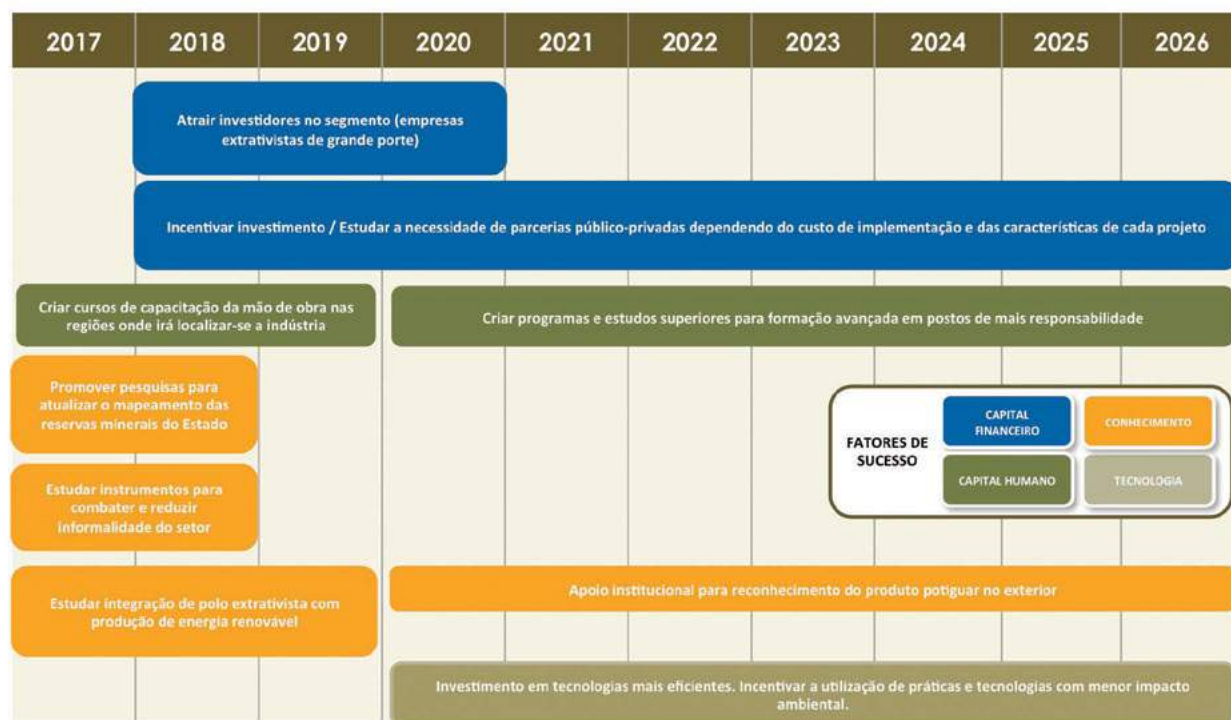 2017 2018 2019 2020 2021 2022 2023 2024 2025 2026
Atrair investidores no segmento (empresas
extrativistas de grande porte)
Incentivar investimento / Estudar a necessidade de parcerias público-privadas dependendo do custo de implementação e das características de cada projeto
Criar cursos de capacitação da mão de obra nas
regiões onde irá localizar-se a indústria
Criar programas e estudos superiores para formação avançada em postos de mais responsabilidade
Promover pesquisas para
atualizar o mapeamento das
reservas minerais do Estado
FATORES DE
SUCESSO
CAPITAL
FINANCEIRO
CONHECIMENTO
CAPITAL HUMANO
TECNOLOGIA
Estudar instrumentos para
combater e reduzir
informalidade do setor
Estudar integração de polo extrativista com
produção de energia renovável
Apoio institucional para reconhecimento do produto potiguar no exterior
Investimento em tecnologias mais eficientes. Incentivar a utilização de práticas e tecnologias com menor impacto
ambiental.